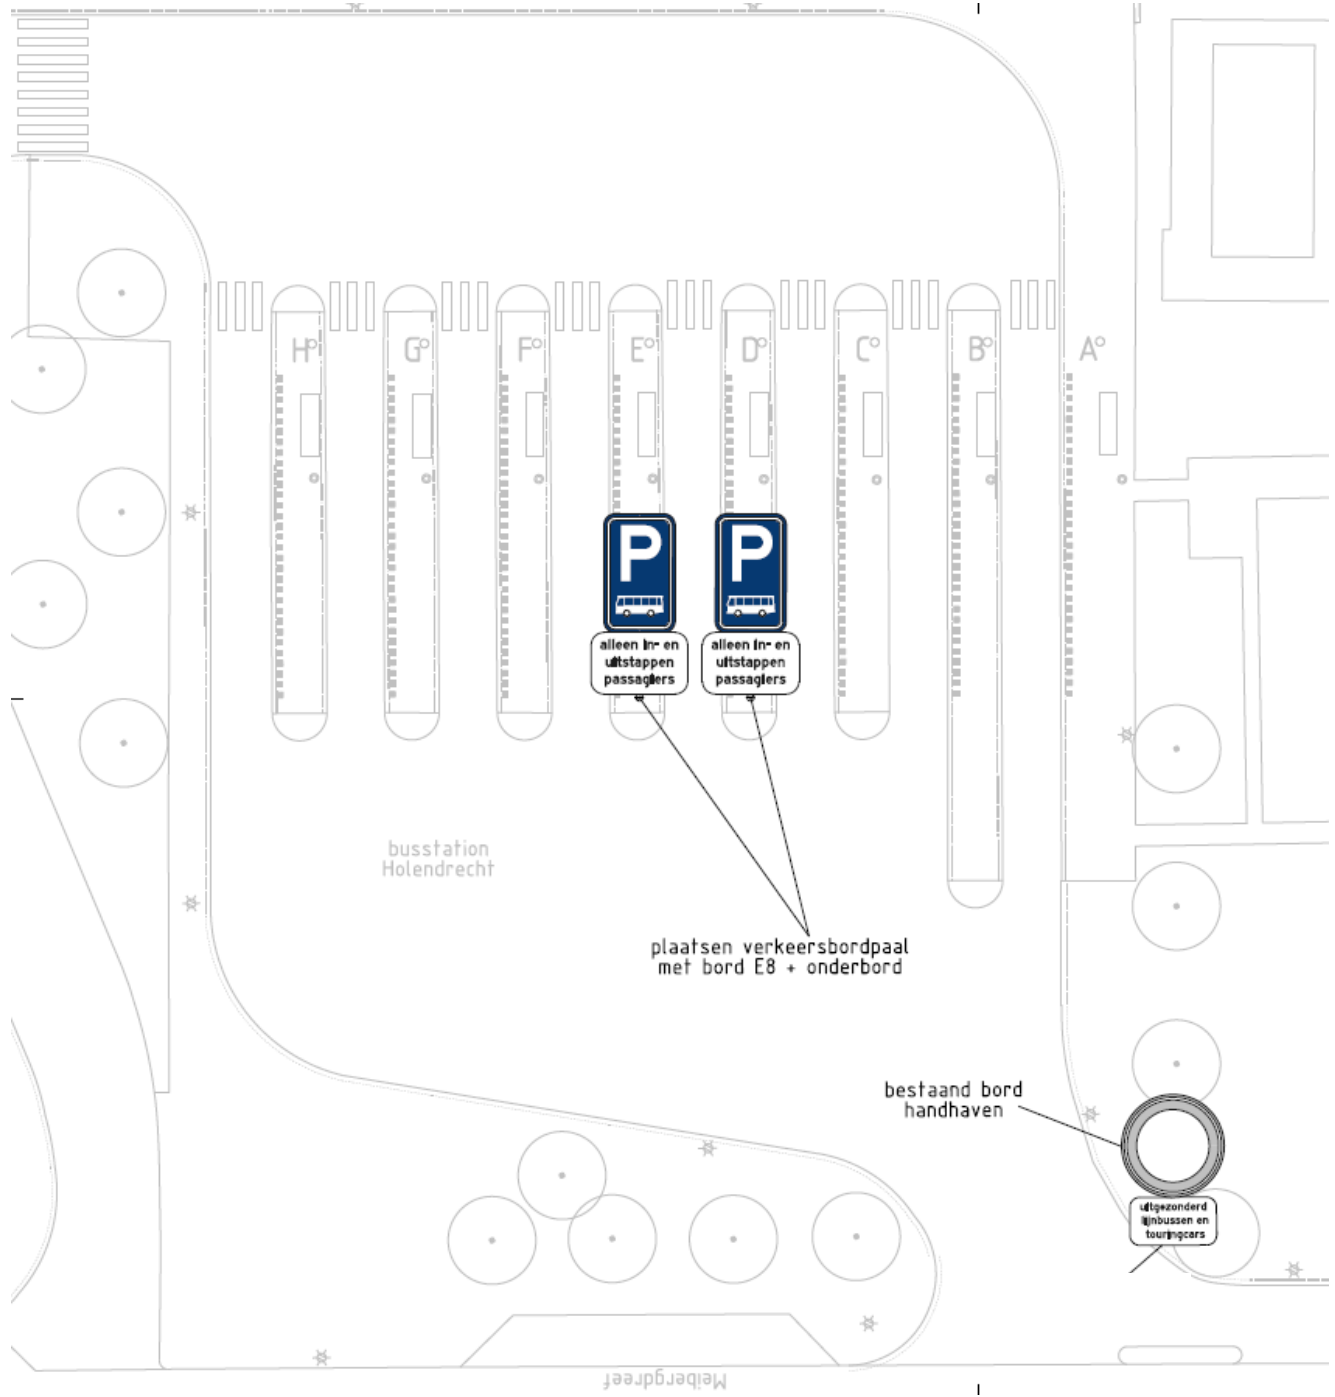 H°
G°
F°
E°
D°
C°
B°
A°
P
P
alleen in- en
uitstappen
passagiers
alleen in- en
uitstappen
passagiers
busstation
Holendrecht
plaatsen verkeersbordpaal
met bord E8 + onderbord
bestaand bord
handhaven
uitgezonderd
lijnbussen en
touringcars
Meibergdreef